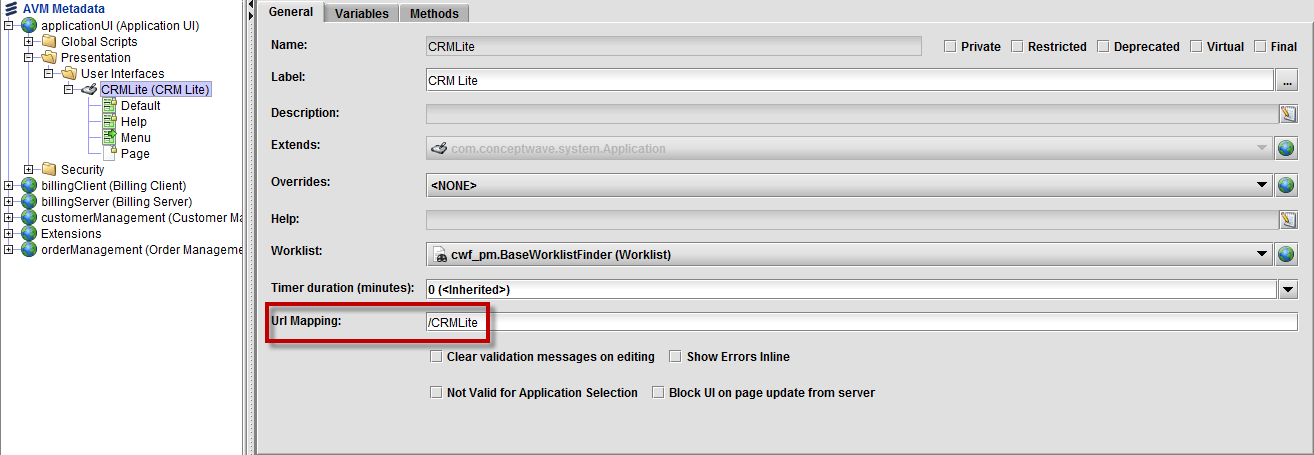 AVM Metadata
applicationUI (Application UI)
Global Scripts
Presentation
User Interfaces
CRMLite (CRM Lite)
Default
Help
Menu
Page
Security
billingClient (Billing Client)
billingServer (Billing Server)
customerManagement (Customer Ma
Extensions
orderManagement (Order Manageme
General Variables Methods
Name: CRMLite Private Restricted Deprecated Virtual Final
Label: CRM Lite ...
Description:
Extends: com.conceptwave.system.Application
Overrides: <NONE>
Help:
Worklist: cwf_pm.BaseWorklistFinder (Worklist)
Timer duration (minutes): 0 (<Inherited>)
Url Mapping: /CRMLite
Clear validation messages on editing Show Errors Inline
Not Valid for Application Selection Block UI on page update from server